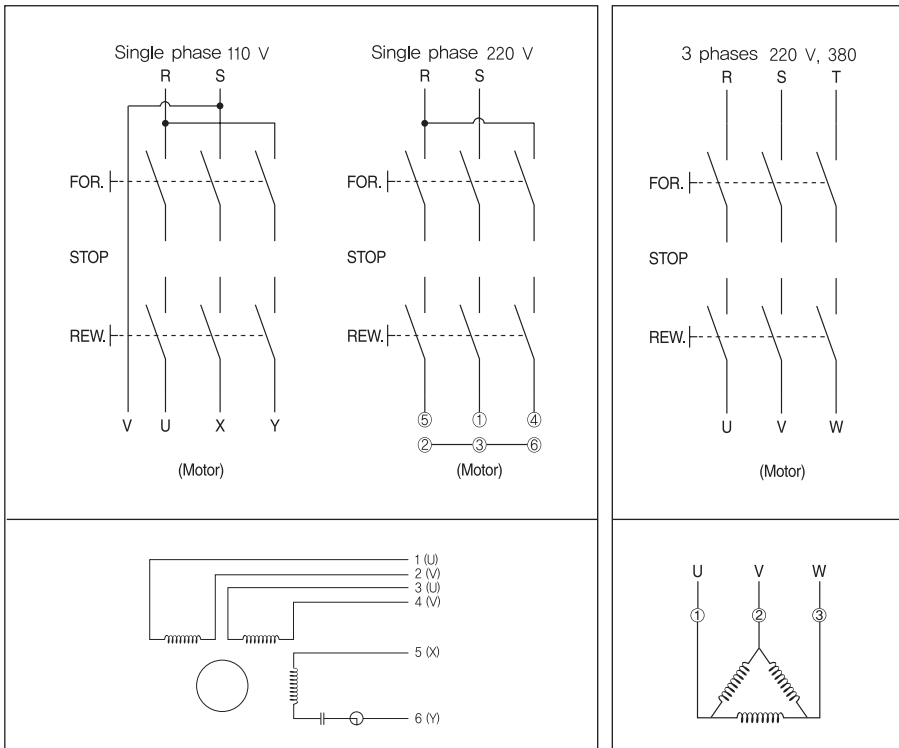 Single phase 110 V
R S
FOR.
STOP
REW.
V U X Y
(Motor)
Single phase 220 V
R S
FOR.
STOP
REW.
⑤ ① ④
② ③ ⑥
(Motor)
3 phases 220 V, 380
R S T
FOR.
STOP
REW.
U V W
(Motor)
1 (U)
2 (V)
3 (U)
4 (V)
5 (X)
6 (Y)
U V W
① ② ③